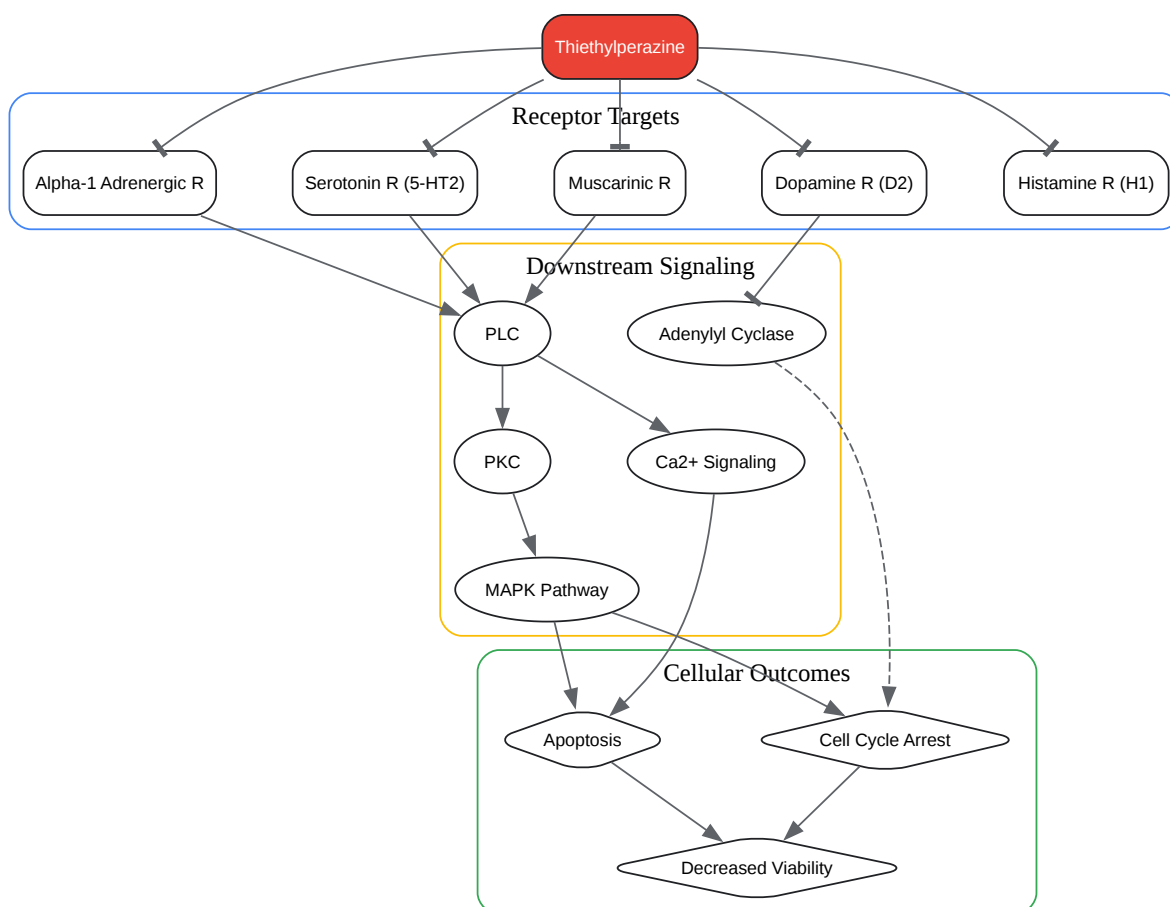 Thiethylperazine
Receptor Targets
Alpha-1 Adrenergic R
Serotonin R (5-HT2)
Muscarinic R
Dopamine R (D2)
Histamine R (H1)
Downstream Signaling
PLC
Adenylyl Cyclase
PKC
Ca2+ Signaling
MAPK Pathway
Cellular Outcomes
Apoptosis
Cell Cycle Arrest
Decreased Viability